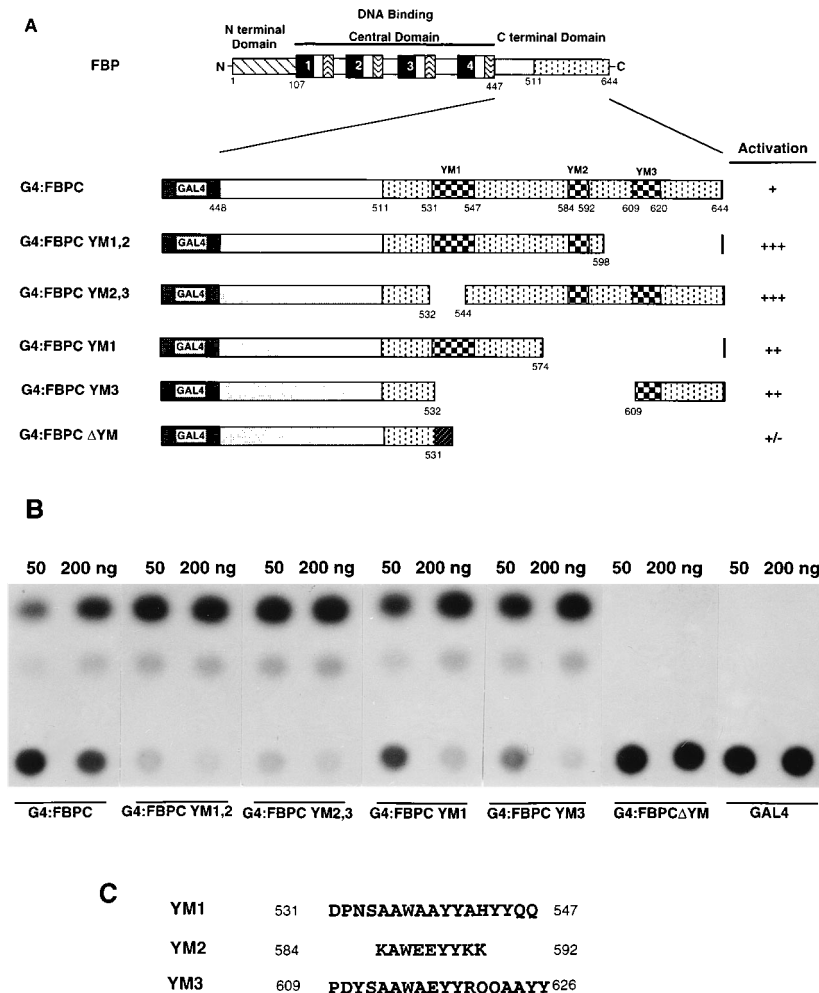 A
DNA Binding
N terminal Domain
Central Domain
C terminal Domain
FBP
N
1 2 3 4
C
1 107 447 511 644
Activation
YM1 YM2 YM3
G4:FBPC GAL4 +
448 511 531 547 584 592 609 620 644
G4:FBPC YM1,2 GAL4 +++
598
G4:FBPC YM2,3 GAL4 +++
532 544
G4:FBPC YM1 GAL4 ++
574
G4:FBPC YM3 GAL4 ++
532 609
G4:FBPC ΔYM GAL4 +/-
531
B
50 200 ng 50 200 ng 50 200 ng 50 200 ng 50 200 ng 50 200 ng 50 200 ng
G4:FBPC G4:FBPC YM1,2 G4:FBPC YM2,3 G4:FBPC YM1 G4:FBPC YM3 G4:FBPCΔYM GAL4
C
YM1 531 DPNSAAWAAYYAHYYQQ 547
YM2 584 KAWEEYYKK 592
YM3 609 PDYSAAWAEYYRQQAAYY 626